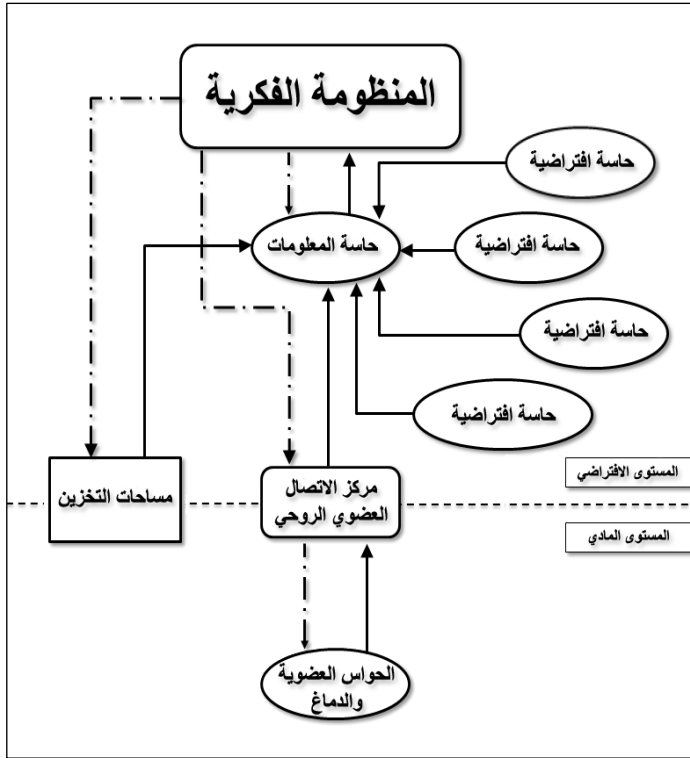 المنظومة الفكرية
حاسة افتراضية
حاسة المعلومات
حاسة افتراضية
حاسة افتراضية
حاسة افتراضية
المستوى الافتراضي
مساحات التخزين
مركز الاتصال
العضوي الروحي
المستوى المادي
الحواس العضوية
والدماغ